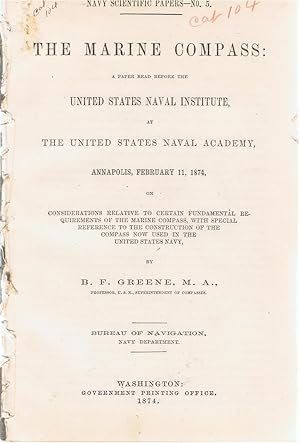 NAVY SCIENTIFIC PAPERS—NO. 5.
cat 104
cat 104
THE MARINE COMPASS:
A PAPER READ BEFORE THE
UNITED STATES NAVAL INSTITUTE,
AT
THE UNITED STATES NAVAL ACADEMY,
ANNAPOLIS, FEBRUARY 11, 1874,
ON
CONSIDERATIONS RELATIVE TO CERTAIN FUNDAMENTAL RE-
QUIREMENTS OF THE MARINE COMPASS, WITH SPECIAL
REFERENCE TO THE CONSTRUCTION OF THE
COMPASS NOW USED IN THE
UNITED STATES NAVY,
BY
B. F. GREENE, M. A.,
PROFESSOR, U. S. N., SUPERINTENDENT OF COMPASSES.
BUREAU OF NAVIGATION,
NAVY DEPARTMENT.
WASHINGTON:
GOVERNMENT PRINTING OFFICE.
1874.